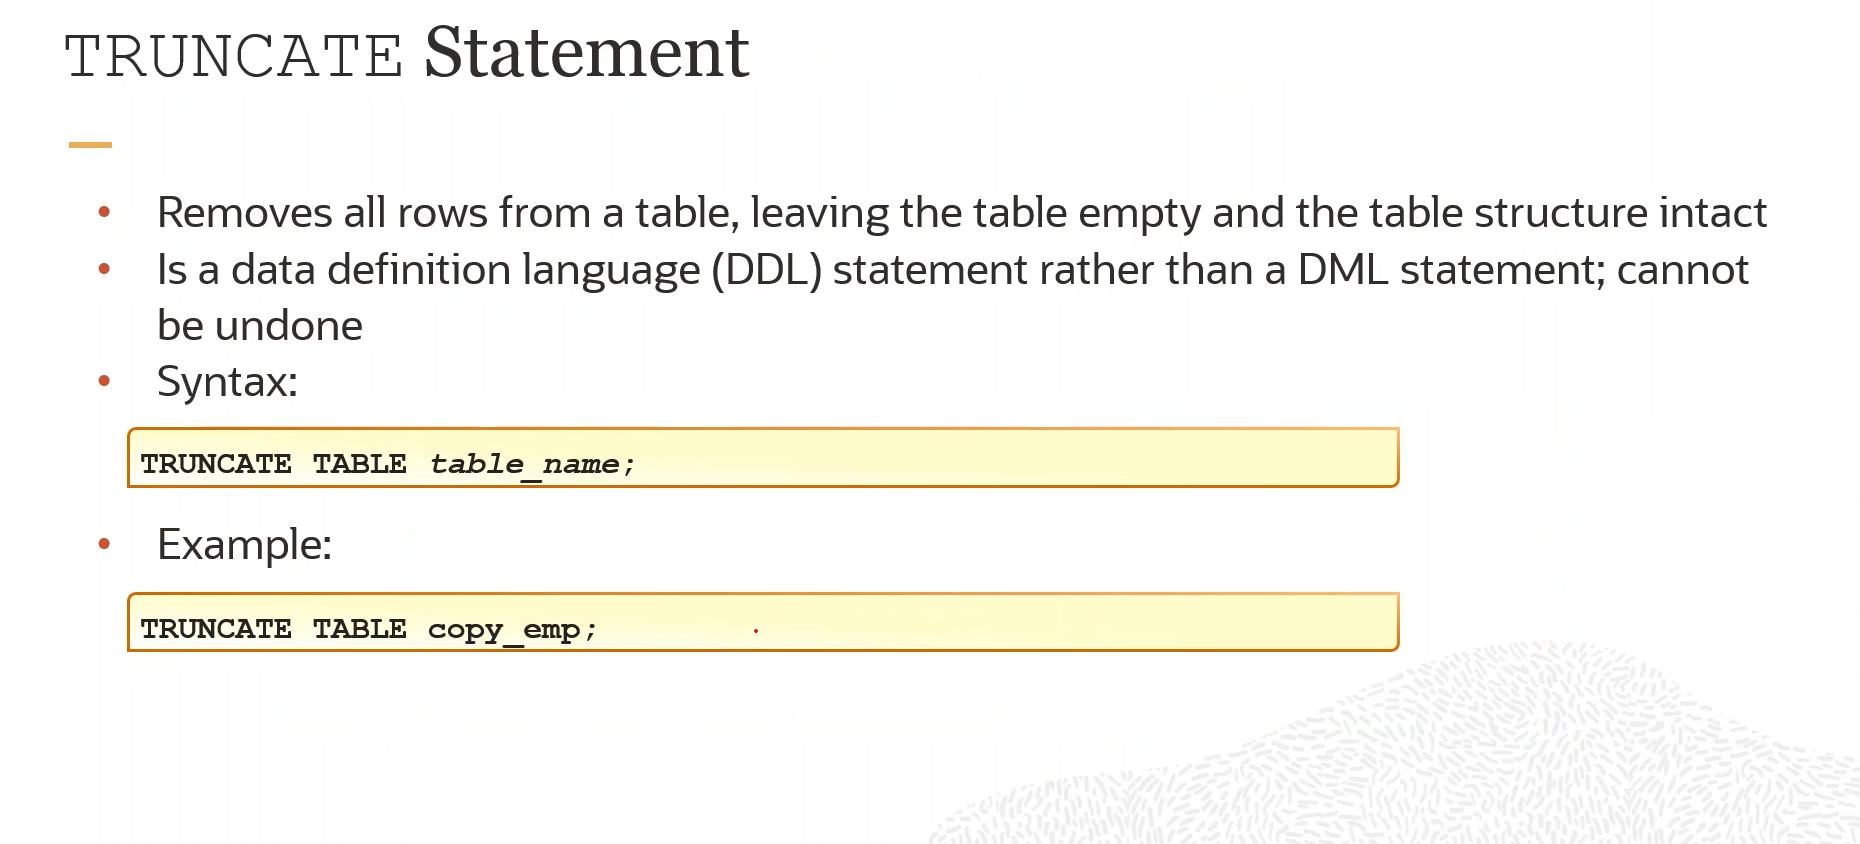 TRUNCATE Statement
• Removes all rows from a table, leaving the table empty and the table structure intact
• Is a data definition language (DDL) statement rather than a DML statement; cannot
be undone
• Syntax:
TRUNCATE TABLE table_name;
• Example:
TRUNCATE TABLE copy_emp;